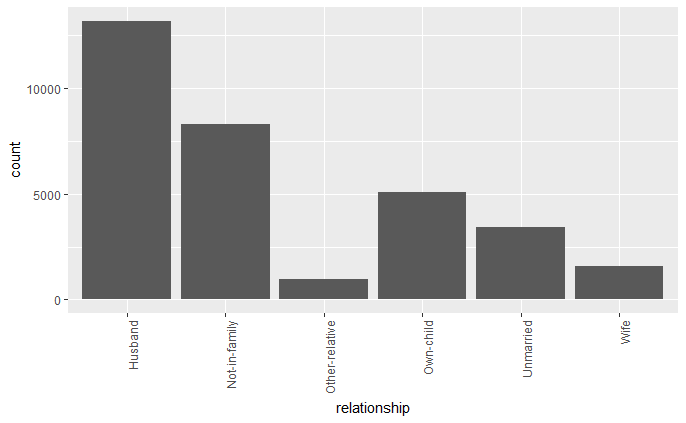 count
10000
5000
0
Husband
Not-in-family
Other-relative
Own-child
Unmarried
Wife
relationship